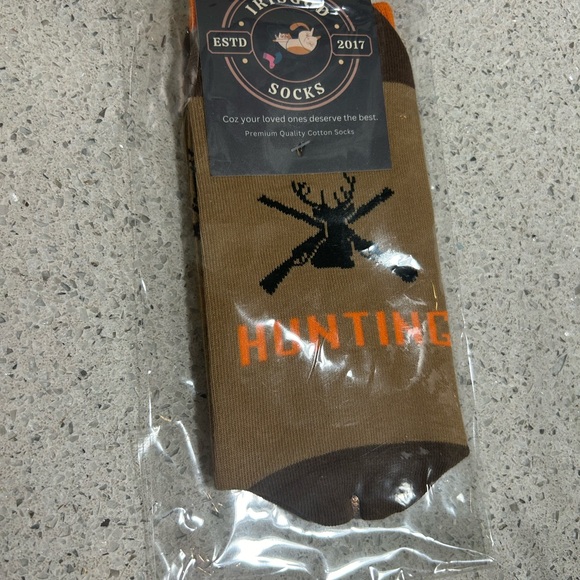 ESTD
2017
SOCKS
Coz your loved ones deserve the best.
Premium Quality Cotton Socks
HUNTING